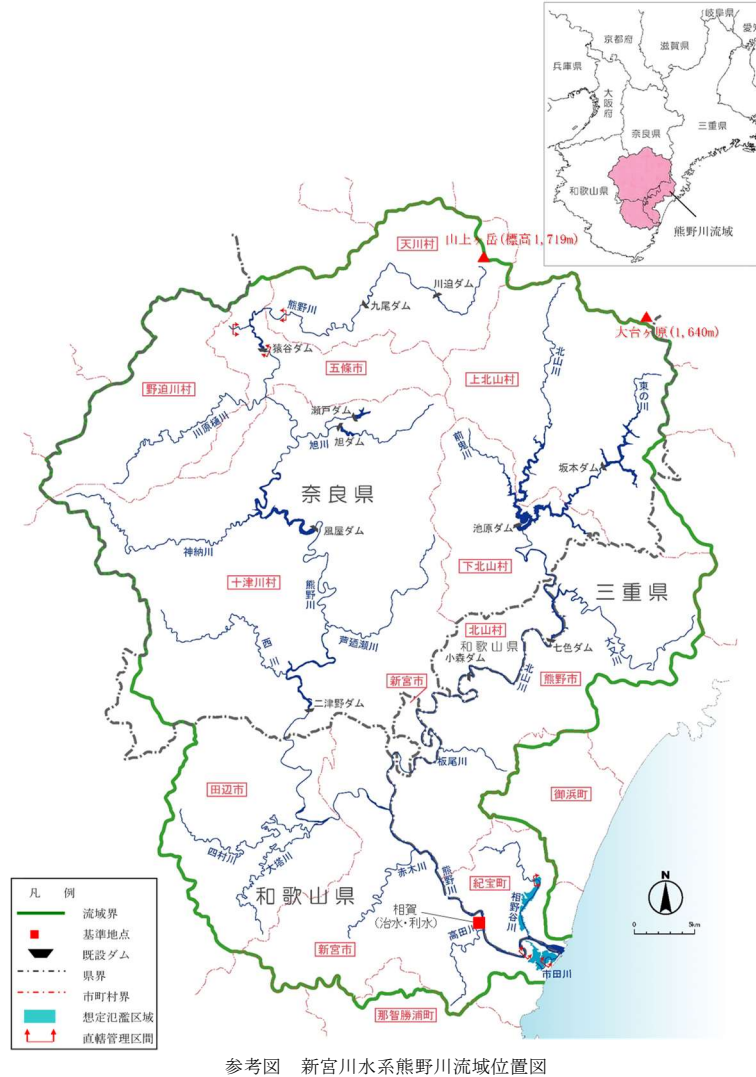 岐阜県
愛知
京都府
滋賀県
兵庫県
大阪府
三重県
奈良県
和歌山県
熊野川流域
天川村
山上ヶ岳(標高1,719m)
川迫ダム
九尾ダム
熊野川
大台ヶ原(1,640m)
猿谷ダム
五條市
上北山村
北山川
野迫川村
東の川
瀬戸ダム
川原樋川
旭川
旭ダム
前鬼川
坂本ダム
奈良県
池原ダム
風屋ダム
神納川
下北山村
十津川村
熊野川
三重県
芦廼瀬川
北山村
和歌山県
西川
七色ダム
大又川
小森ダム
北山川
新宮市
熊野市
二津野ダム
板尾川
田辺市
御浜町
四村川
大塔川
赤木川
熊野川
紀宝町
相野谷川
和歌山県
相賀
(治水・利水)
高田川
新宮市
市田川
那智勝浦町
N
0 5km
凡 例
流域界
基準地点
既設ダム
県界
市町村界
想定氾濫区域
直轄管理区間
参考図 新宮川水系熊野川流域位置図